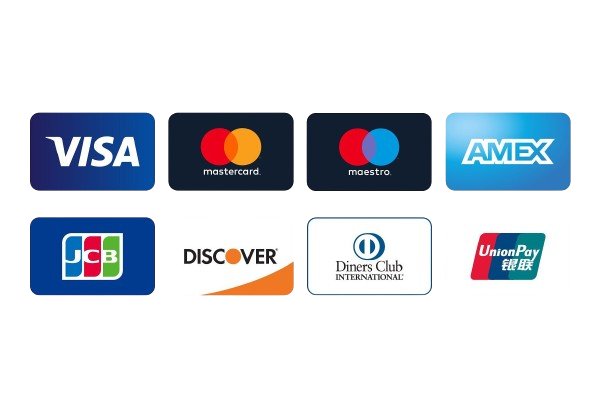 VISA
mastercard.
maestro.
AMEX
JCB
DISCOVER
Diners Club
INTERNATIONAL
UnionPay
银联